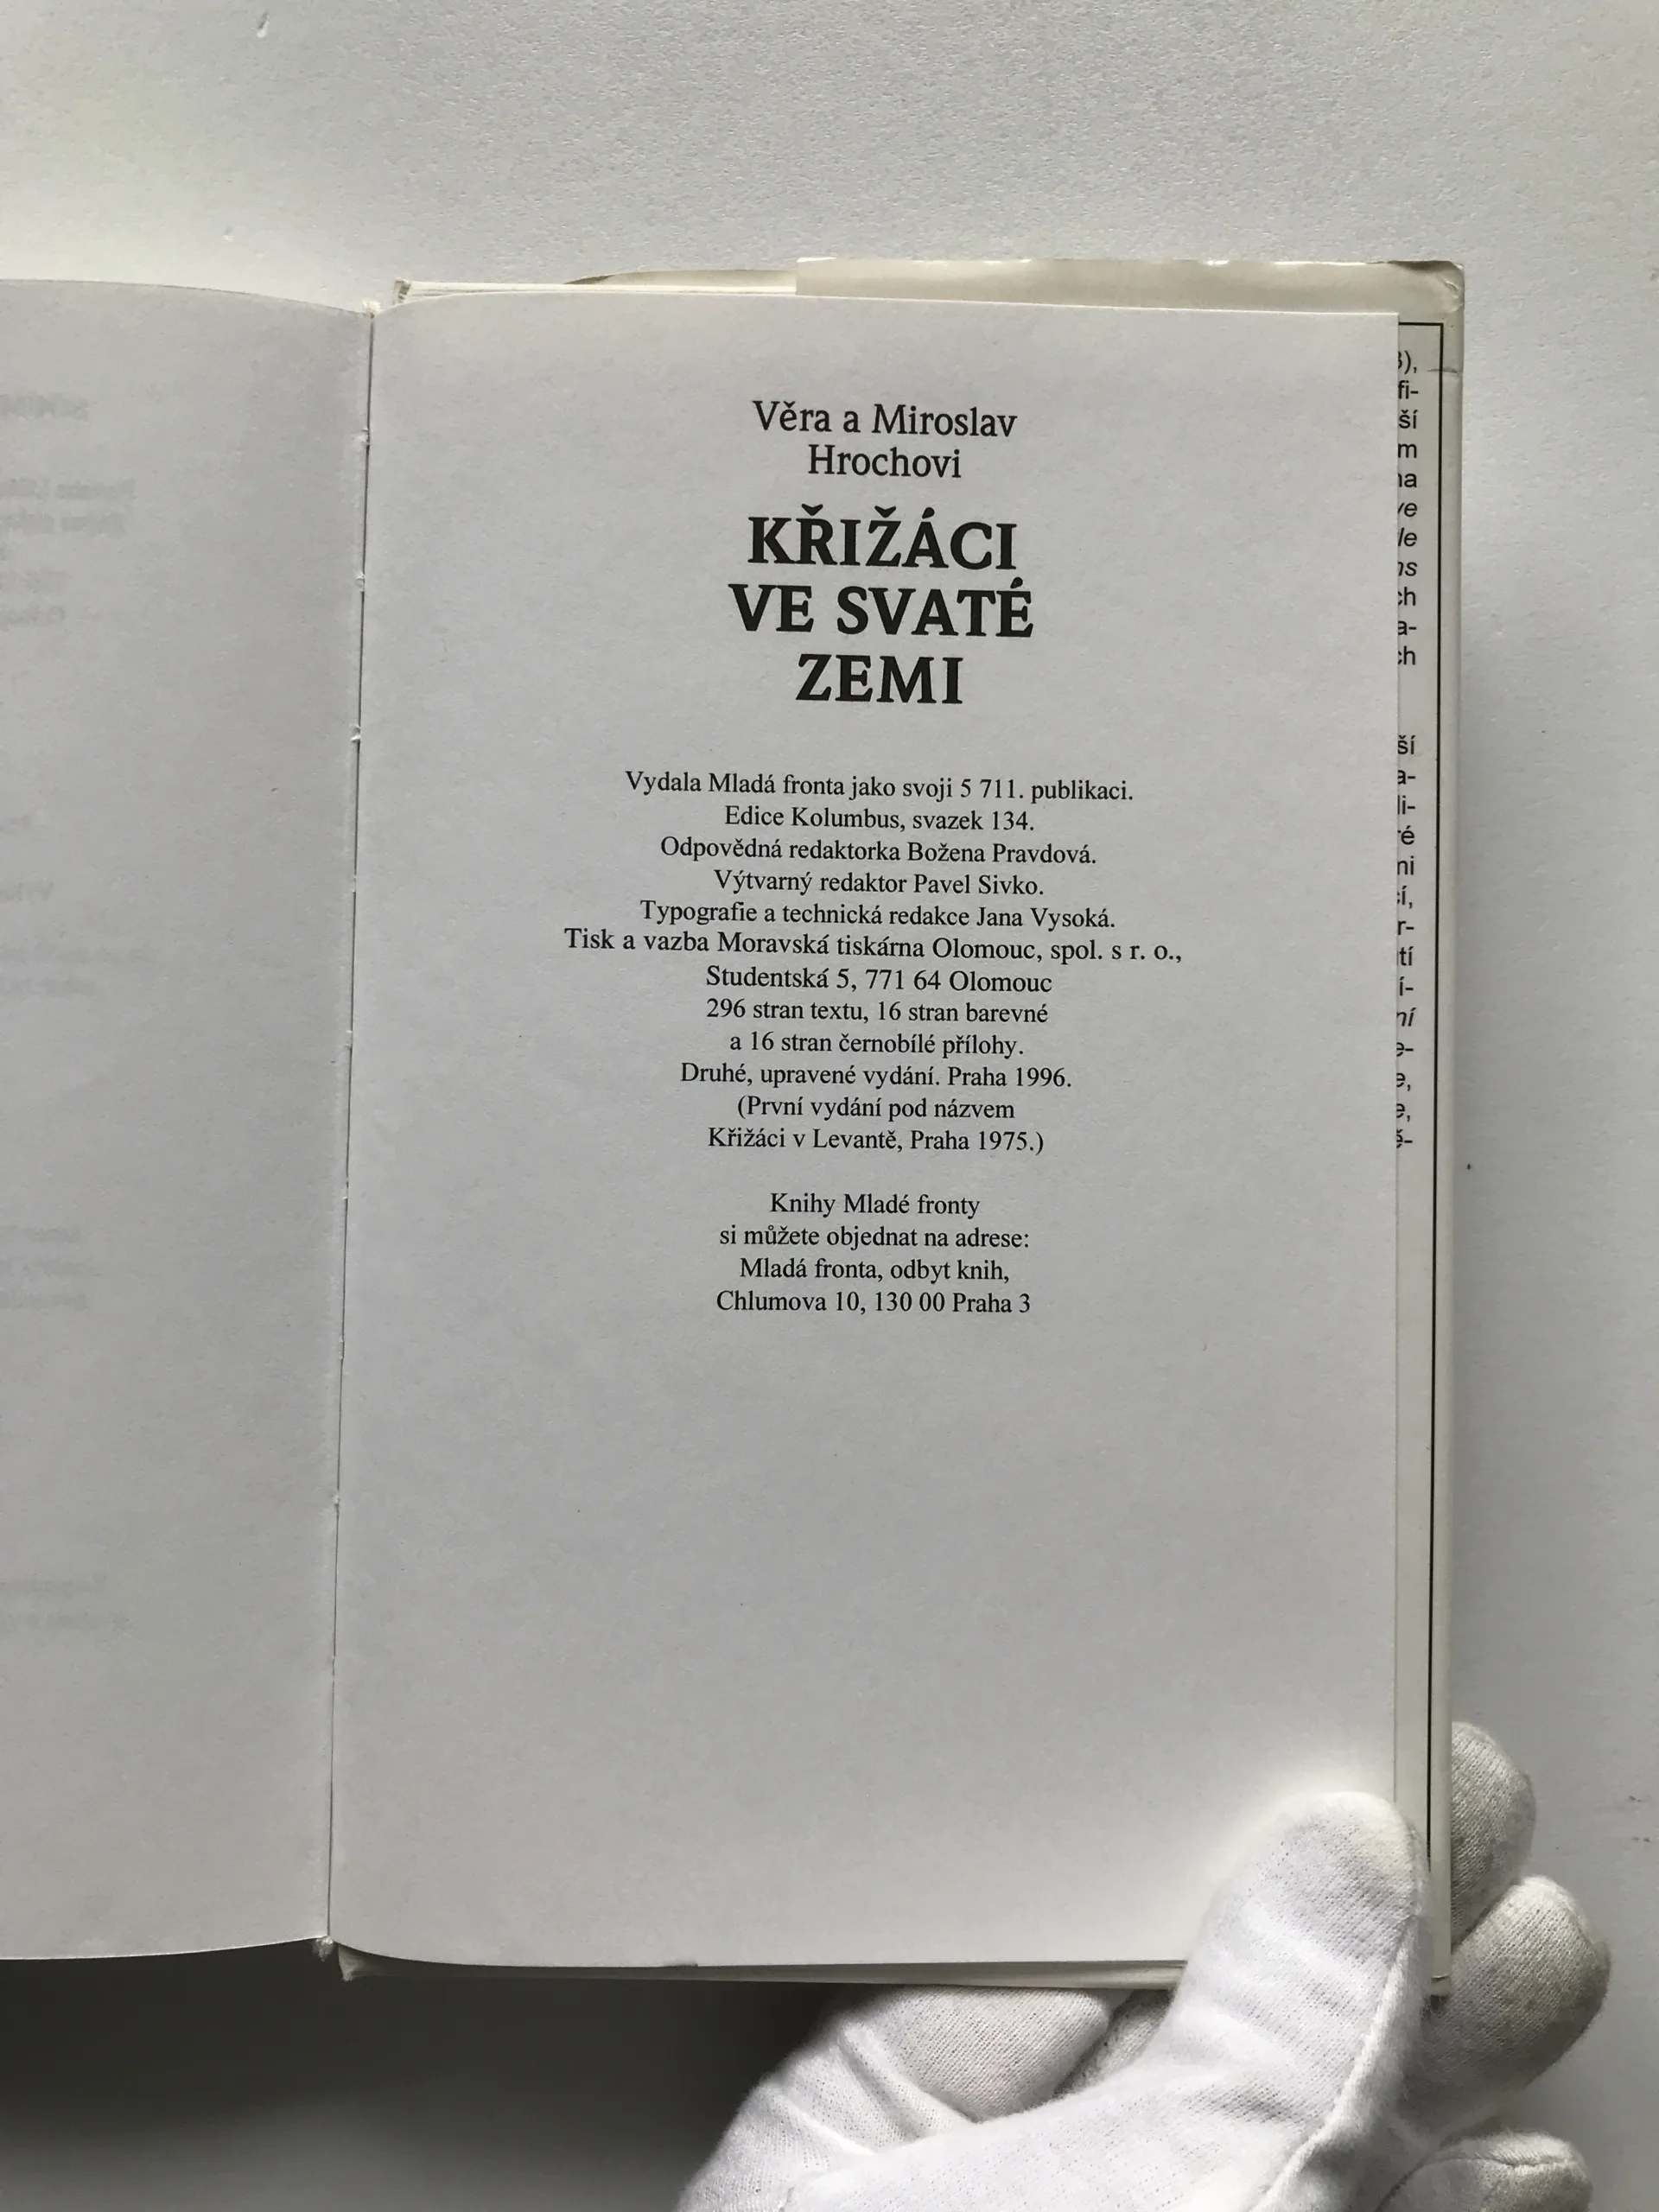 Věra a Miroslav
Hrochovi
KŘIŽÁCI
VE SVATÉ
ZEMI
Vydala Mladá fronta jako svoji 5 711. publikaci.
Edice Kolumbus, svazek 134.
Odpovědná redaktorka Božena Pravdová.
Výtvarný redaktor Pavel Sivko.
Typografie a technická redakce Jana Vysoká.
Tisk a vazba Moravská tiskárna Olomouc, spol. s r. o.,
Studentská 5, 771 64 Olomouc
296 stran textu, 16 stran barevné
a 16 stran černobílé přílohy.
Druhé, upravené vydání. Praha 1996.
(První vydání pod názvem
Křižáci v Levantě, Praha 1975.)
Knihy Mladé fronty
si můžete objednat na adrese:
Mladá fronta, odbyt knih,
Chlumova 10, 130 00 Praha 3